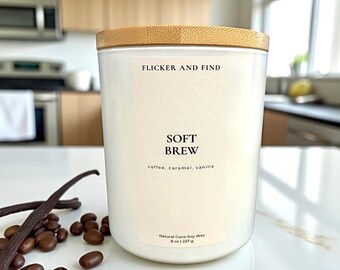 FLICKER AND FIND
SOFT
BREW
coffee, caramel, vanilla
Natural Coco-Soy Wax
8 oz | 227 g